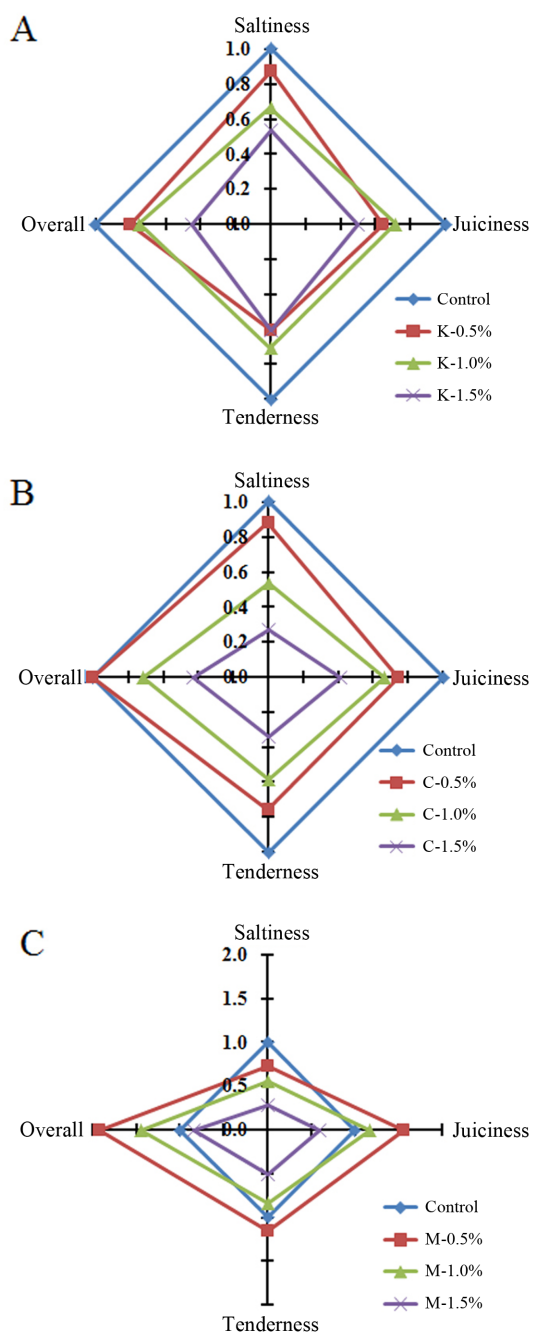 A
Saltiness
1.0
0.8
0.6
0.4
0.2
Overall
0.0
Juiciness
Control
K-0.5%
K-1.0%
K-1.5%
Tenderness
B
Saltiness
1.0
0.8
0.6
0.4
0.2
Overall
0.0
Juiciness
Control
C-0.5%
C-1.0%
C-1.5%
Tenderness
C
Saltiness
2.0
1.5
1.0
0.5
Overall
0.0
Juiciness
Control
M-0.5%
M-1.0%
M-1.5%
Tenderness